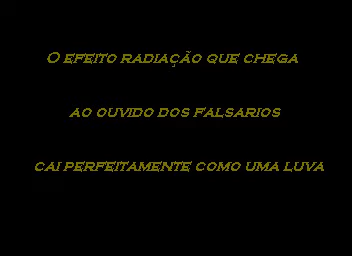 O EFEITO RADIAÇÃO QUE CHEGA
AO OUVIDO DOS FALSARIOS
CAI PERFEITAMENTE COMO UMA LUVA